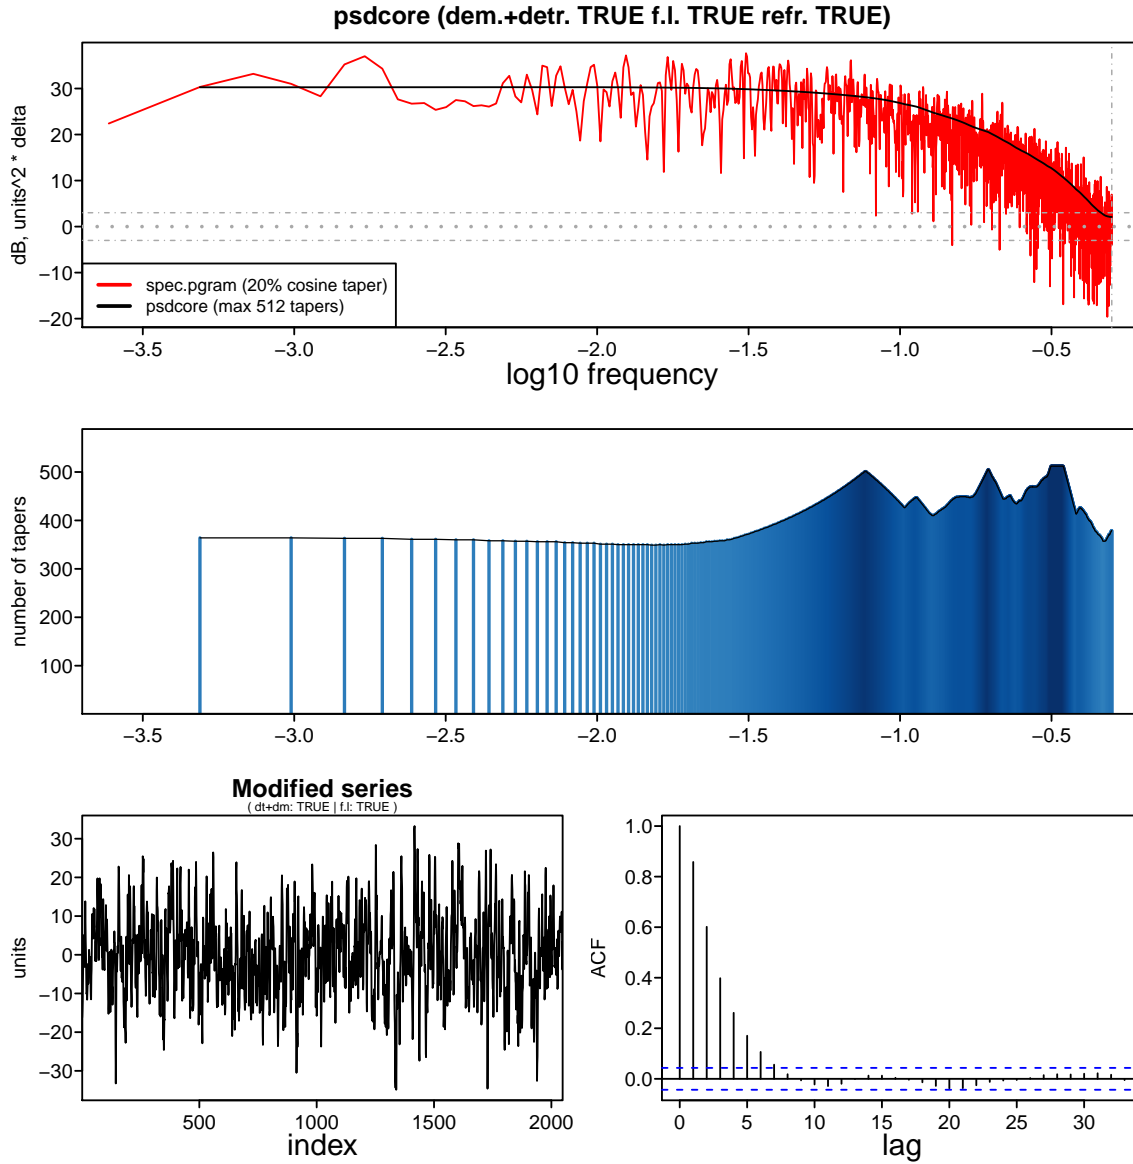 psdcore (dem.+detr. TRUE f.l. TRUE refr. TRUE)
dB, units^2 * delta
30
20
10
0
−10
−20
spec.pgram (20% cosine taper)
psdcore (max 512 tapers)
−3.5 −3.0 −2.5 −2.0 −1.5 −1.0 −0.5
log10 frequency
number of tapers
500
400
300
200
100
−3.5 −3.0 −2.5 −2.0 −1.5 −1.0 −0.5
Modified series
( dt+dm: TRUE | f.l: TRUE )
units
30
20
10
0
−10
−20
−30
500 1000 1500 2000
index
ACF
1.0
0.8
0.6
0.4
0.2
0.0
0 5 10 15 20 25 30
lag